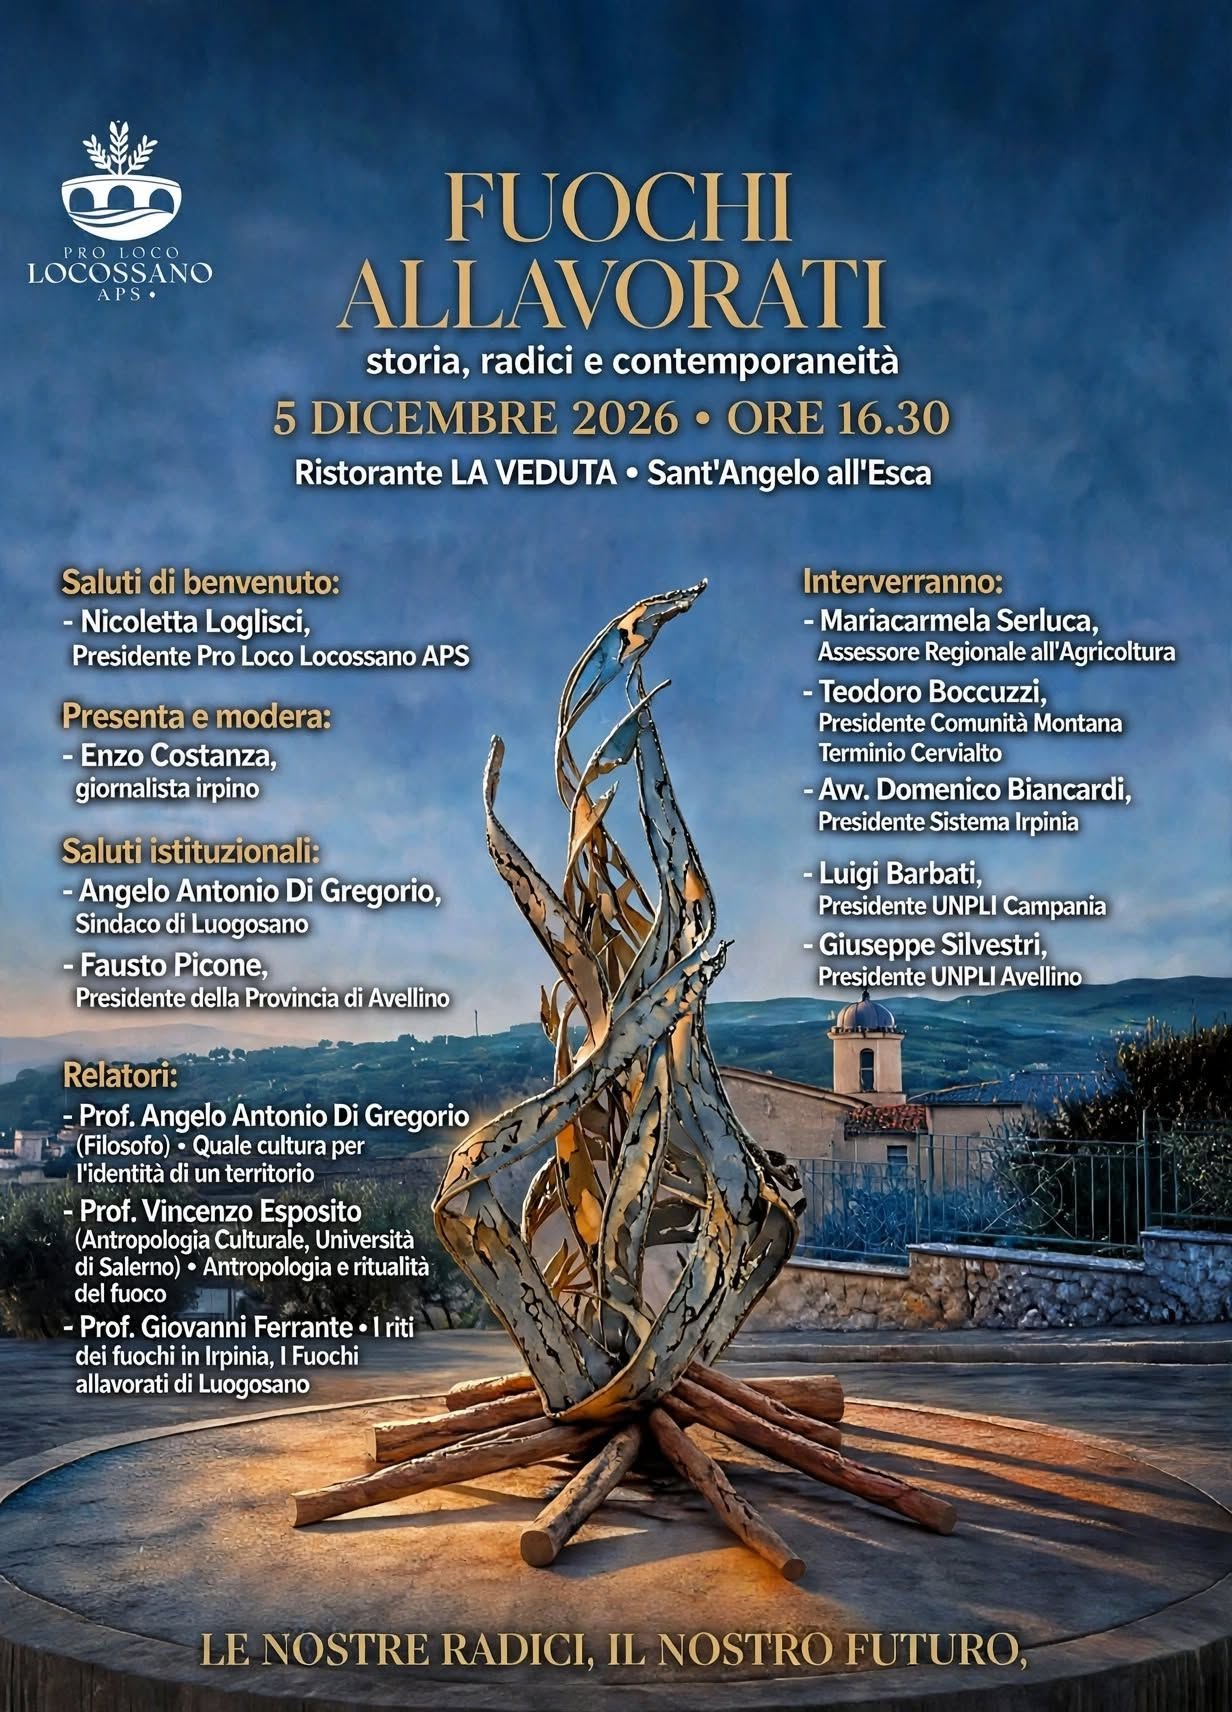 PRO LOCO
LOCOSSANO
APS •
FUOCHI
ALLAVORATI
storia, radici e contemporaneità
5 DICEMBRE 2026 • ORE 16.30
Ristorante LA VEDUTA • Sant'Angelo all'Esca
Saluti di benvenuto:
- Nicoletta Loglisci,
Presidente Pro Loco Locossano APS
Presenta e modera:
- Enzo Costanza,
giornalista irpino
Saluti istituzionali:
- Angelo Antonio Di Gregorio,
Sindaco di Luogosano
- Fausto Picone,
Presidente della Provincia di Avellino
Relatori:
- Prof. Angelo Antonio Di Gregorio
(Filosofo) • Quale cultura per
l'identità di un territorio
- Prof. Vincenzo Esposito
(Antropologia Culturale, Università
di Salerno) • Antropologia e ritualità
del fuoco
- Prof. Giovanni Ferrante • I riti
dei fuochi in Irpinia, I Fuochi
allavorati di Luogosano
Interverranno:
- Mariacarmela Serluca,
Assessore Regionale all'Agricoltura
- Teodoro Boccuzzi,
Presidente Comunità Montana
Terminio Cervialto
- Avv. Domenico Biancardi,
Presidente Sistema Irpinia
- Luigi Barbati,
Presidente UNPLI Campania
- Giuseppe Silvestri,
Presidente UNPLI Avellino
LE NOSTRE RADICI, IL NOSTRO FUTURO,